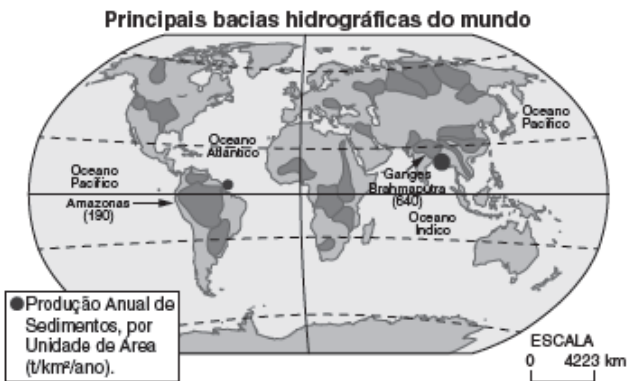 Principais bacias hidrográficas do mundo
Oceano
Pacífico
Oceano
Atlântico
Oceano
Pacífico
Amazonas
(190)
Ganges
Brahmaputra
(640)
Oceano
Índico
Produção Anual de
Sedimentos, por
Unidade de Área
(t/km²/ano).
ESCALA
0 4223 km